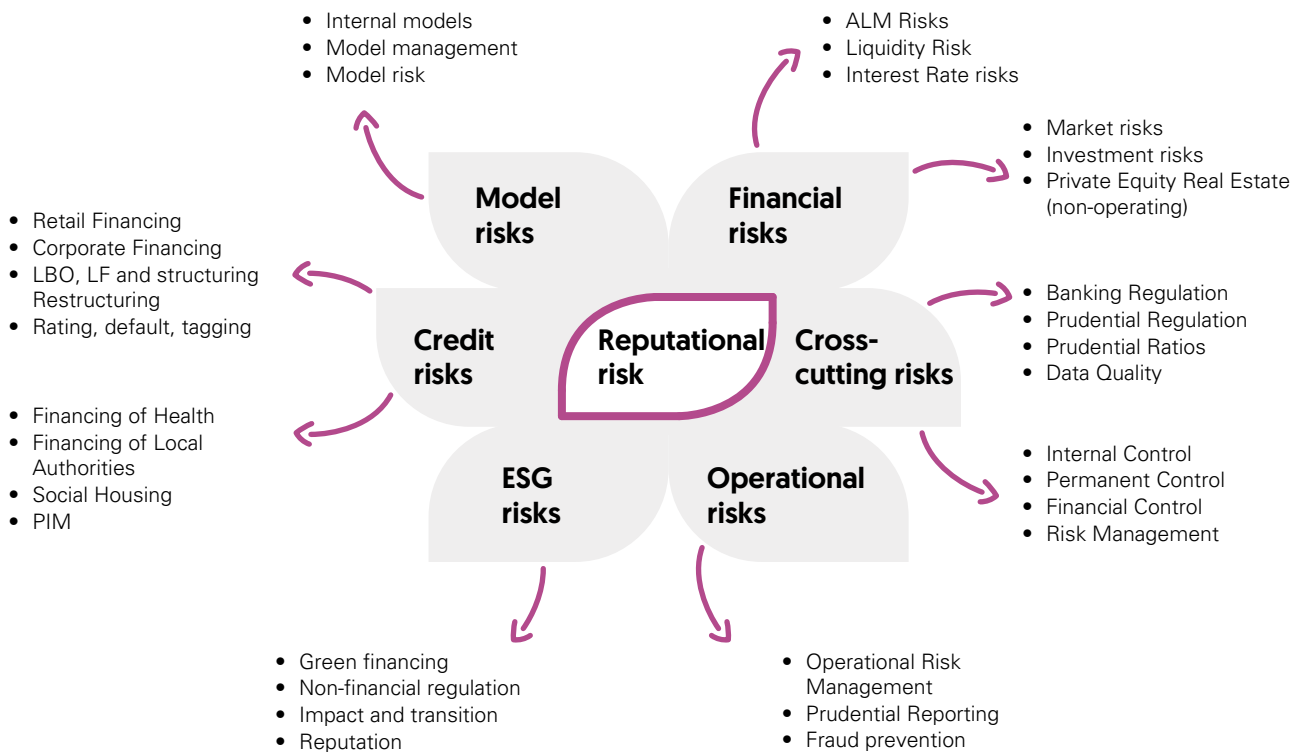 • Internal models
• Model management
• Model risk
• ALM Risks
• Liquidity Risk
• Interest Rate risks
• Market risks
• Investment risks
• Private Equity Real Estate
(non-operating)
Model
risks
Financial
risks
• Retail Financing
• Corporate Financing
• LBO, LF and structuring
Restructuring
• Rating, default, tagging
• Banking Regulation
• Prudential Regulation
• Prudential Ratios
• Data Quality
Credit
risks
Reputational
risk
Cross-
cutting risks
• Financing of Health
• Financing of Local
Authorities
• Social Housing
• PIM
• Internal Control
• Permanent Control
• Financial Control
• Risk Management
ESG
risks
Operational
risks
• Green financing
• Non-financial regulation
• Impact and transition
• Reputation
• Operational Risk
Management
• Prudential Reporting
• Fraud prevention